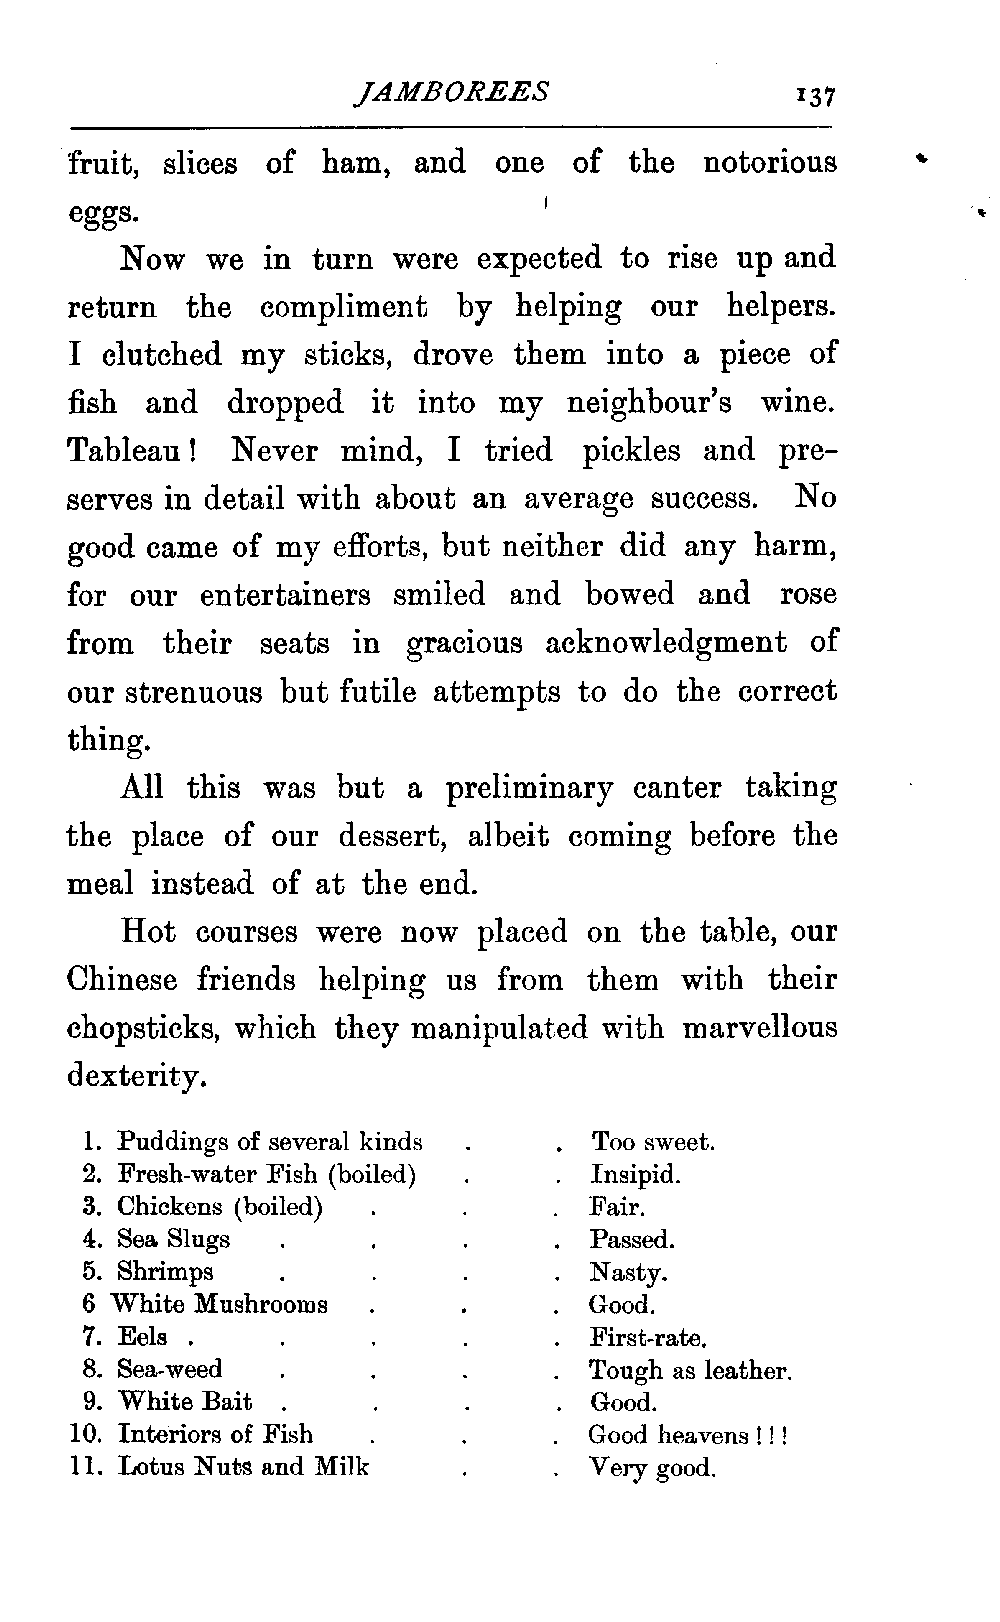 JAMBOREES 137
fruit, slices of ham, and one of the notorious
eggs.
Now we in turn were expected to rise up and
return the compliment by helping our helpers.
I clutched my sticks, drove them into a piece of
fish and dropped it into my neighbour's wine.
Tableau! Never mind, I tried pickles and pre-
serves in detail with about an average success. No
good came of my efforts, but neither did any harm,
for our entertainers smiled and bowed and rose
from their seats in gracious acknowledgment of
our strenuous but futile attempts to do the correct
thing.
All this was but a preliminary canter taking
the place of our dessert, albeit coming before the
meal instead of at the end.
Hot courses were now placed on the table, our
Chinese friends helping us from them with their
chopsticks, which they manipulated with marvellous
dexterity.
1. Puddings of several kinds . . Too sweet.
2. Fresh-water Fish (boiled) . . Insipid.
3. Chickens (boiled) . . . Fair.
4. Sea Slugs . . . . Passed.
5. Shrimps . . . . Nasty.
6 White Mushrooms . . . Good.
7. Eels . . . . . First-rate.
8. Sea-weed . . . . Tough as leather.
9. White Bait . . . . Good.
10. Interiors of Fish . . . Good heavens!!!
11. Lotus Nuts and Milk . . Very good.